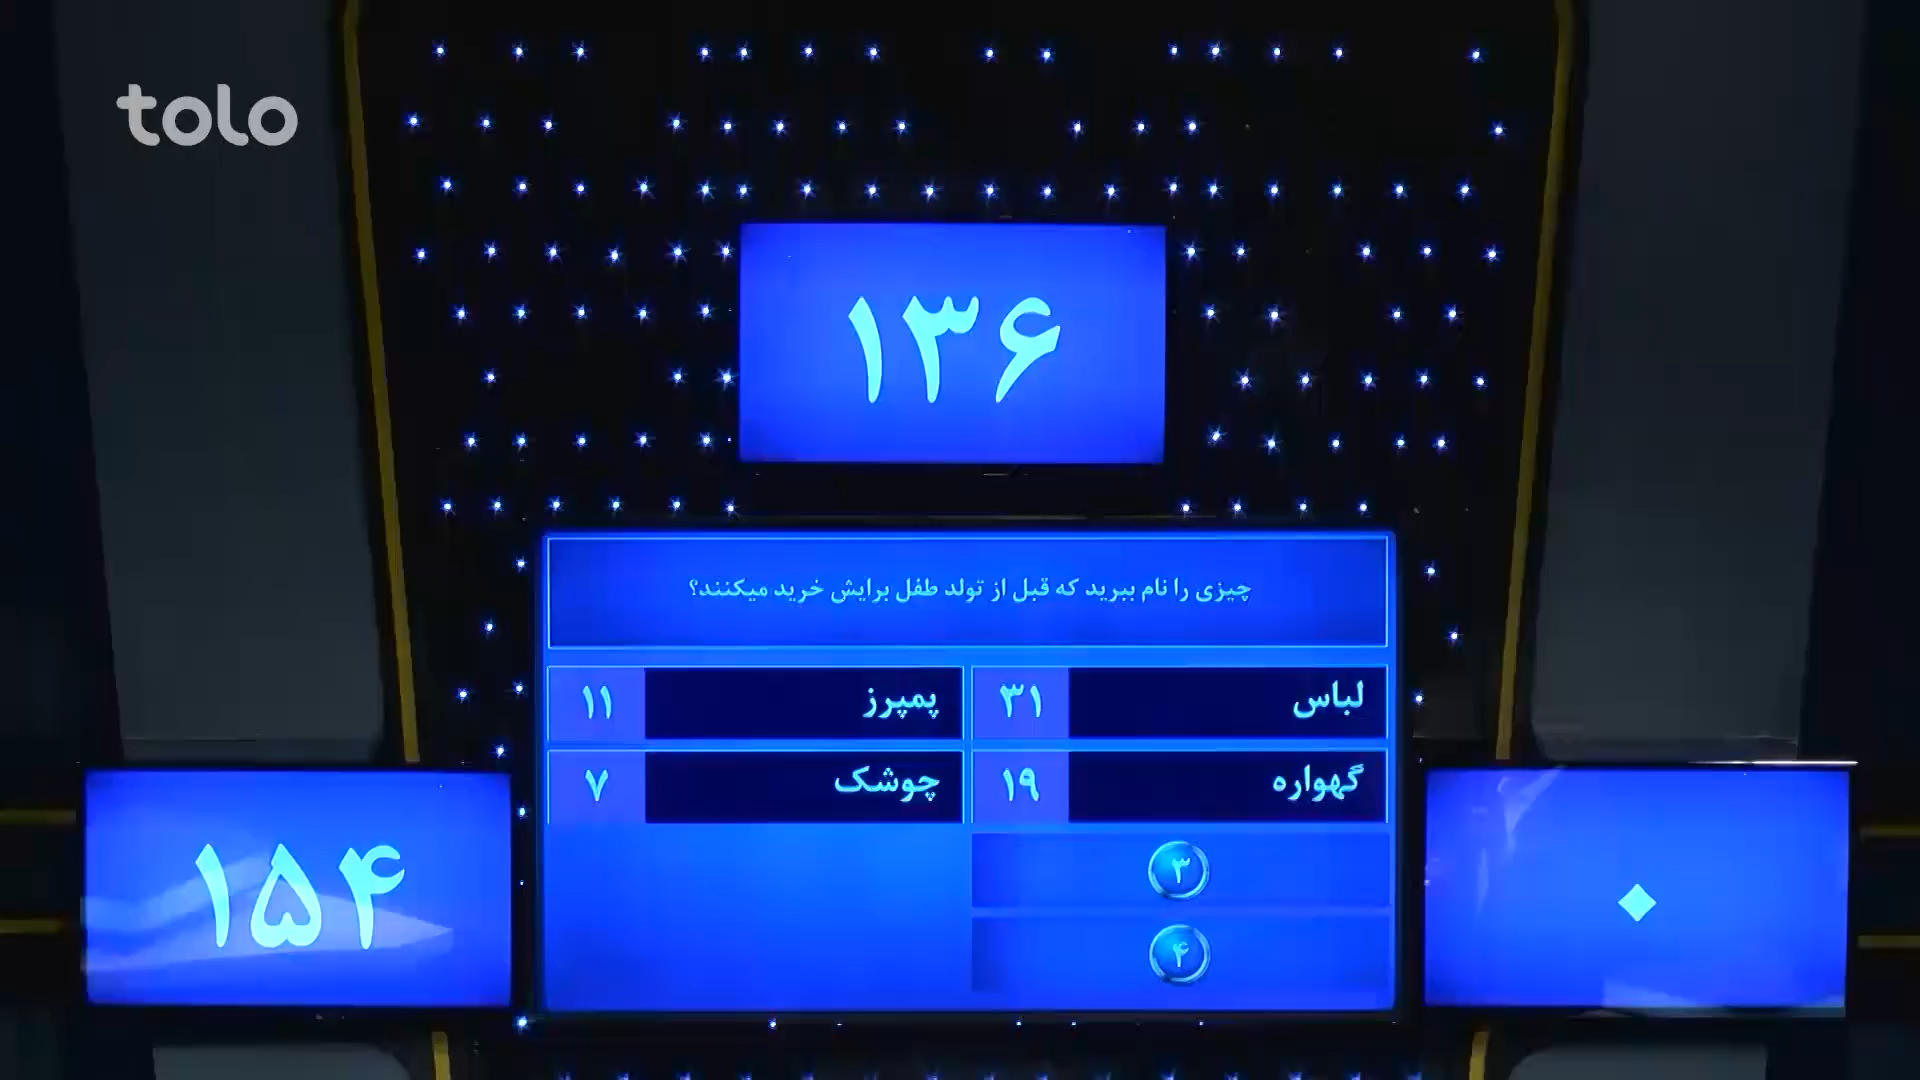 tolo
۱۳۶
چیزی را نام ببرید که قبل از تولد طفل برایش خرید میکنند؟
لباس ۳۱
پمپرز ۱۱
گهواره ۱۹
چوشک ۷
۳
۴
۱۵۴
۰